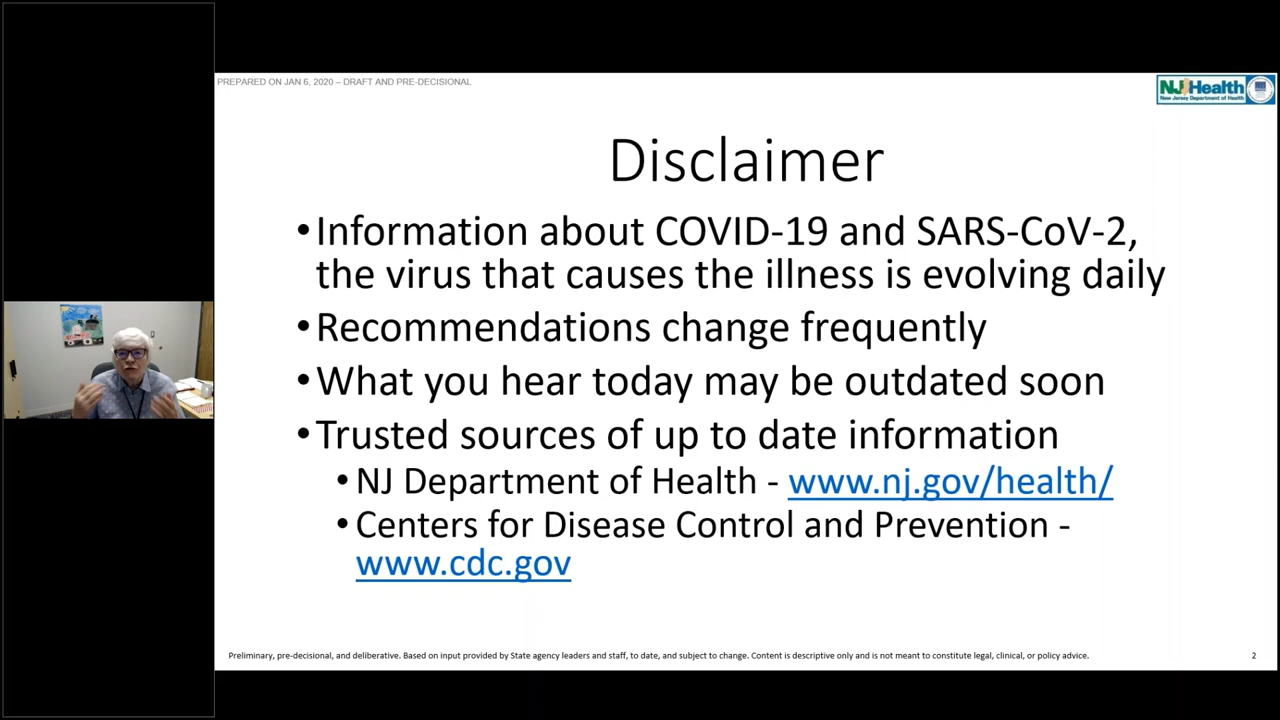 PREPARED ON JAN 6, 2020 – DRAFT AND PRE-DECISIONAL
NJ Health
New Jersey Department of Health
Disclaimer
•Information about COVID-19 and SARS-CoV-2,
the virus that causes the illness is evolving daily
•Recommendations change frequently
•What you hear today may be outdated soon
•Trusted sources of up to date information
•NJ Department of Health - www.nj.gov/health/
•Centers for Disease Control and Prevention -
www.cdc.gov
Preliminary, pre-decisional, and deliberative. Based on input provided by State agency leaders and staff, to date, and subject to change. Content is descriptive only and is not meant to constitute legal, clinical, or policy advice.
2